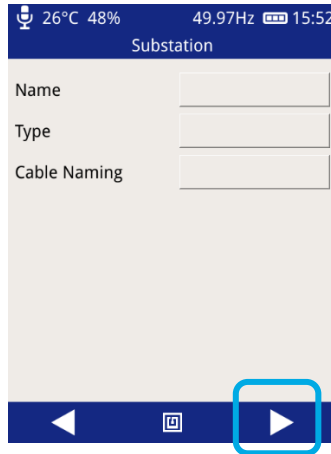 26°C 48% 49.97Hz 15:52
Substation
Name
Type
Cable Naming